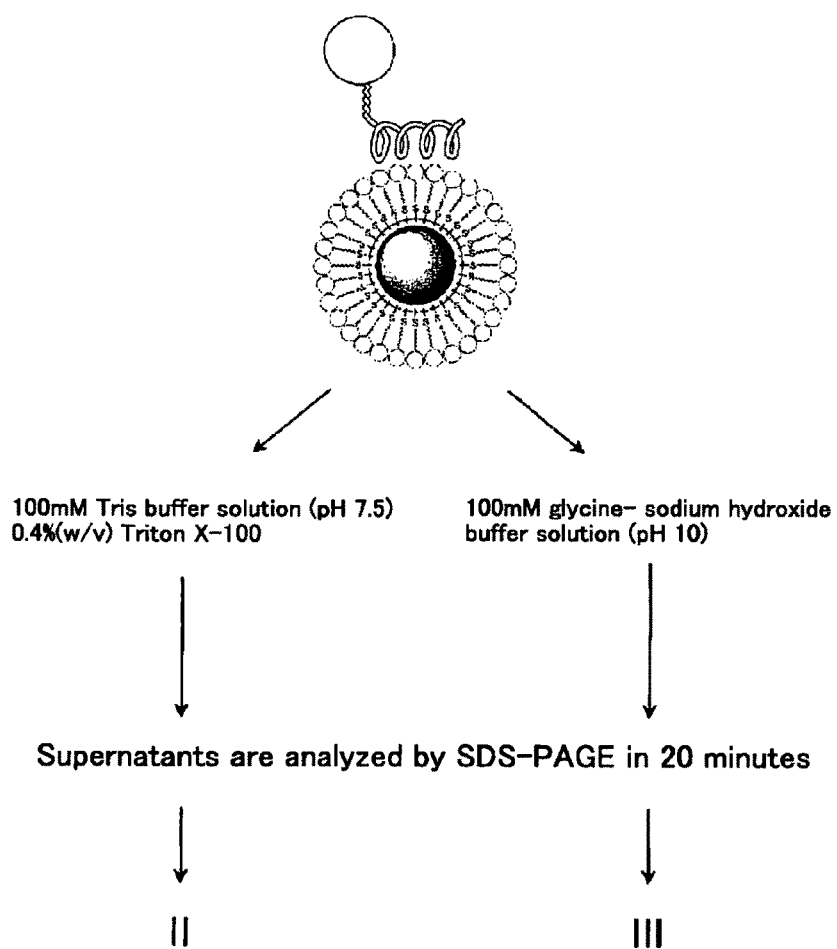 100mM Tris buffer solution (pH 7.5)
0.4%(w/v) Triton X-100
100mM glycine- sodium hydroxide
buffer solution (pH 10)
Supernatants are analyzed by SDS-PAGE in 20 minutes
II
III